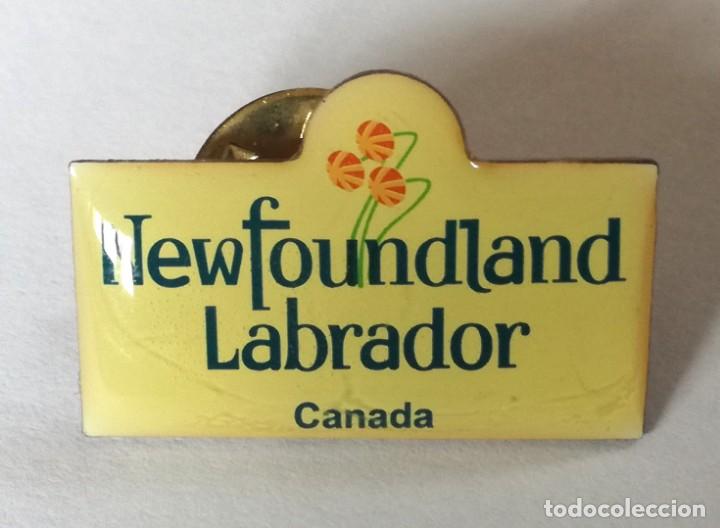 Newfoundland
Labrador
Canada
todocoleccion